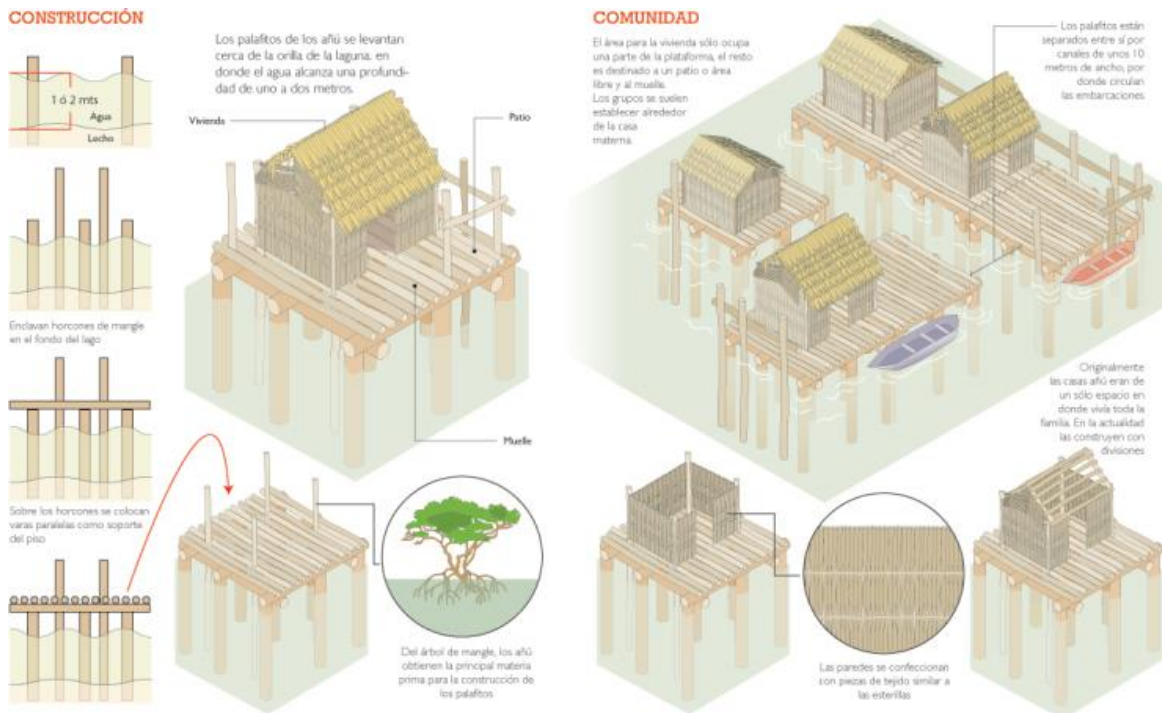 CONSTRUCCIÓN
1 ó 2 mts
Agua
Lecho
Enclavan horcones de mangle
en el fondo del lago
Sobre los horcones se colocan
varas paralelas como soporte
del piso
Los palafitos de los añú se levantan
cerca de la orilla de la laguna, en
donde el agua alcanza una profundi-
dad de uno a dos metros.
Vivienda
Patio
Muelle
Del árbol de mangle, los añú
obtienen la principal materia
prima para la construcción de
los palafitos
COMUNIDAD
El área para la vivienda sólo ocupa
una parte de la plataforma, el resto
es destinado a un patio o área
libre y al muelle.
Los grupos se suelen
establecer alrededor
de la casa
materna.
Los palafitos están
separados entre sí por
canales de unos 10
metros de ancho, por
donde circulan
las embarcaciones
Originalmente
las casas añú eran de
un sólo espacio en
donde vivía toda la
familia. En la actualidad
las construyen con
divisiones
Las paredes se confeccionan
con piezas de tejido similar a
las esterillas